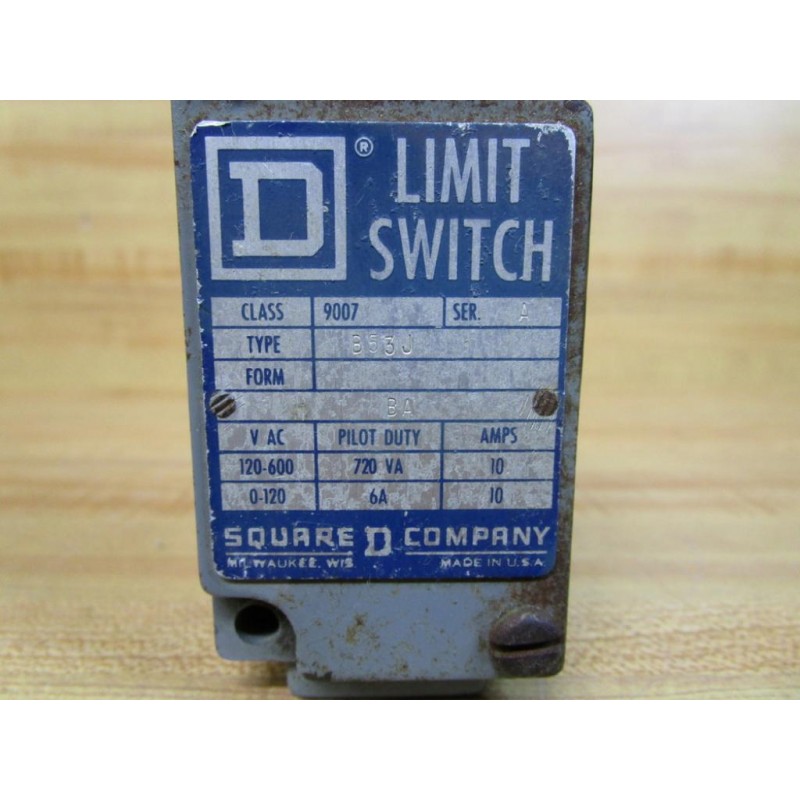 D ®
LIMIT
SWITCH
CLASS 9007 SER. A
TYPE B53J
FORM
BA
V AC PILOT DUTY AMPS
120-600 720 VA 10
0-120 6A 10
SQUARE D COMPANY
MILWAUKEE, WIS MADE IN U.S.A